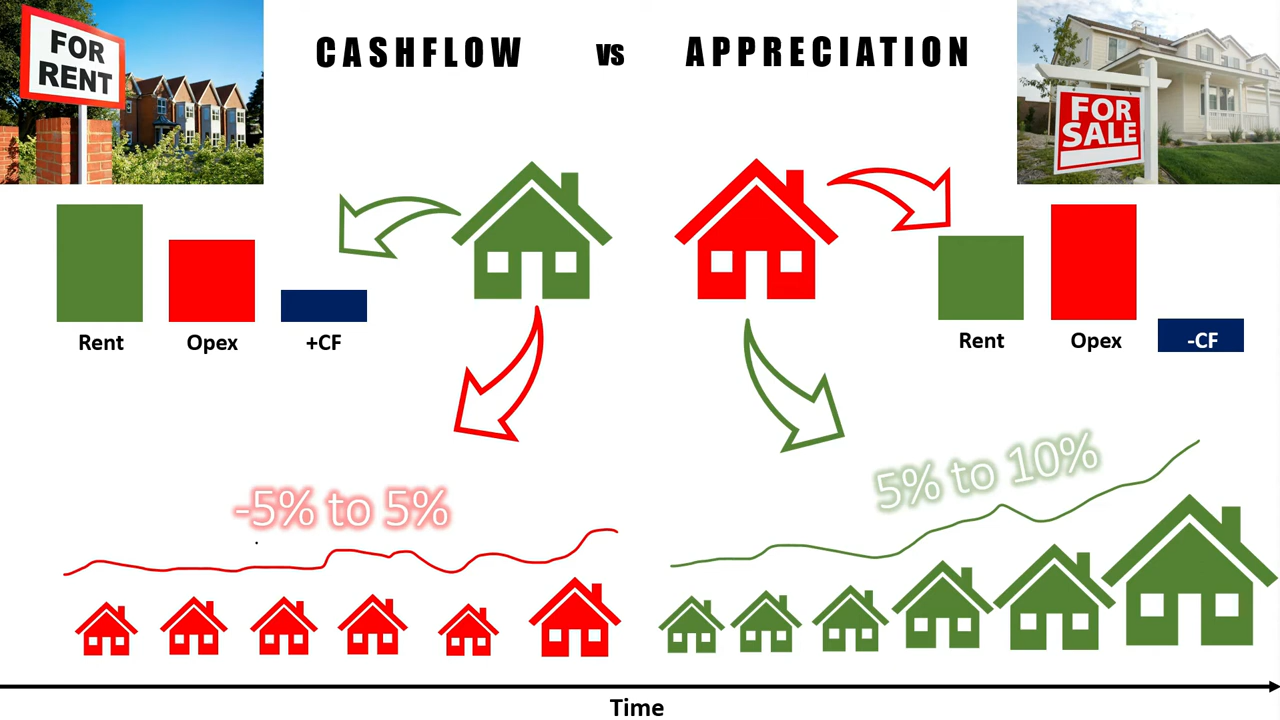 FOR
RENT
CASHFLOW vs APPRECIATION
FOR
SALE
Rent Opex +CF
Rent Opex -CF
-5% to 5%
5% to 10%
Time